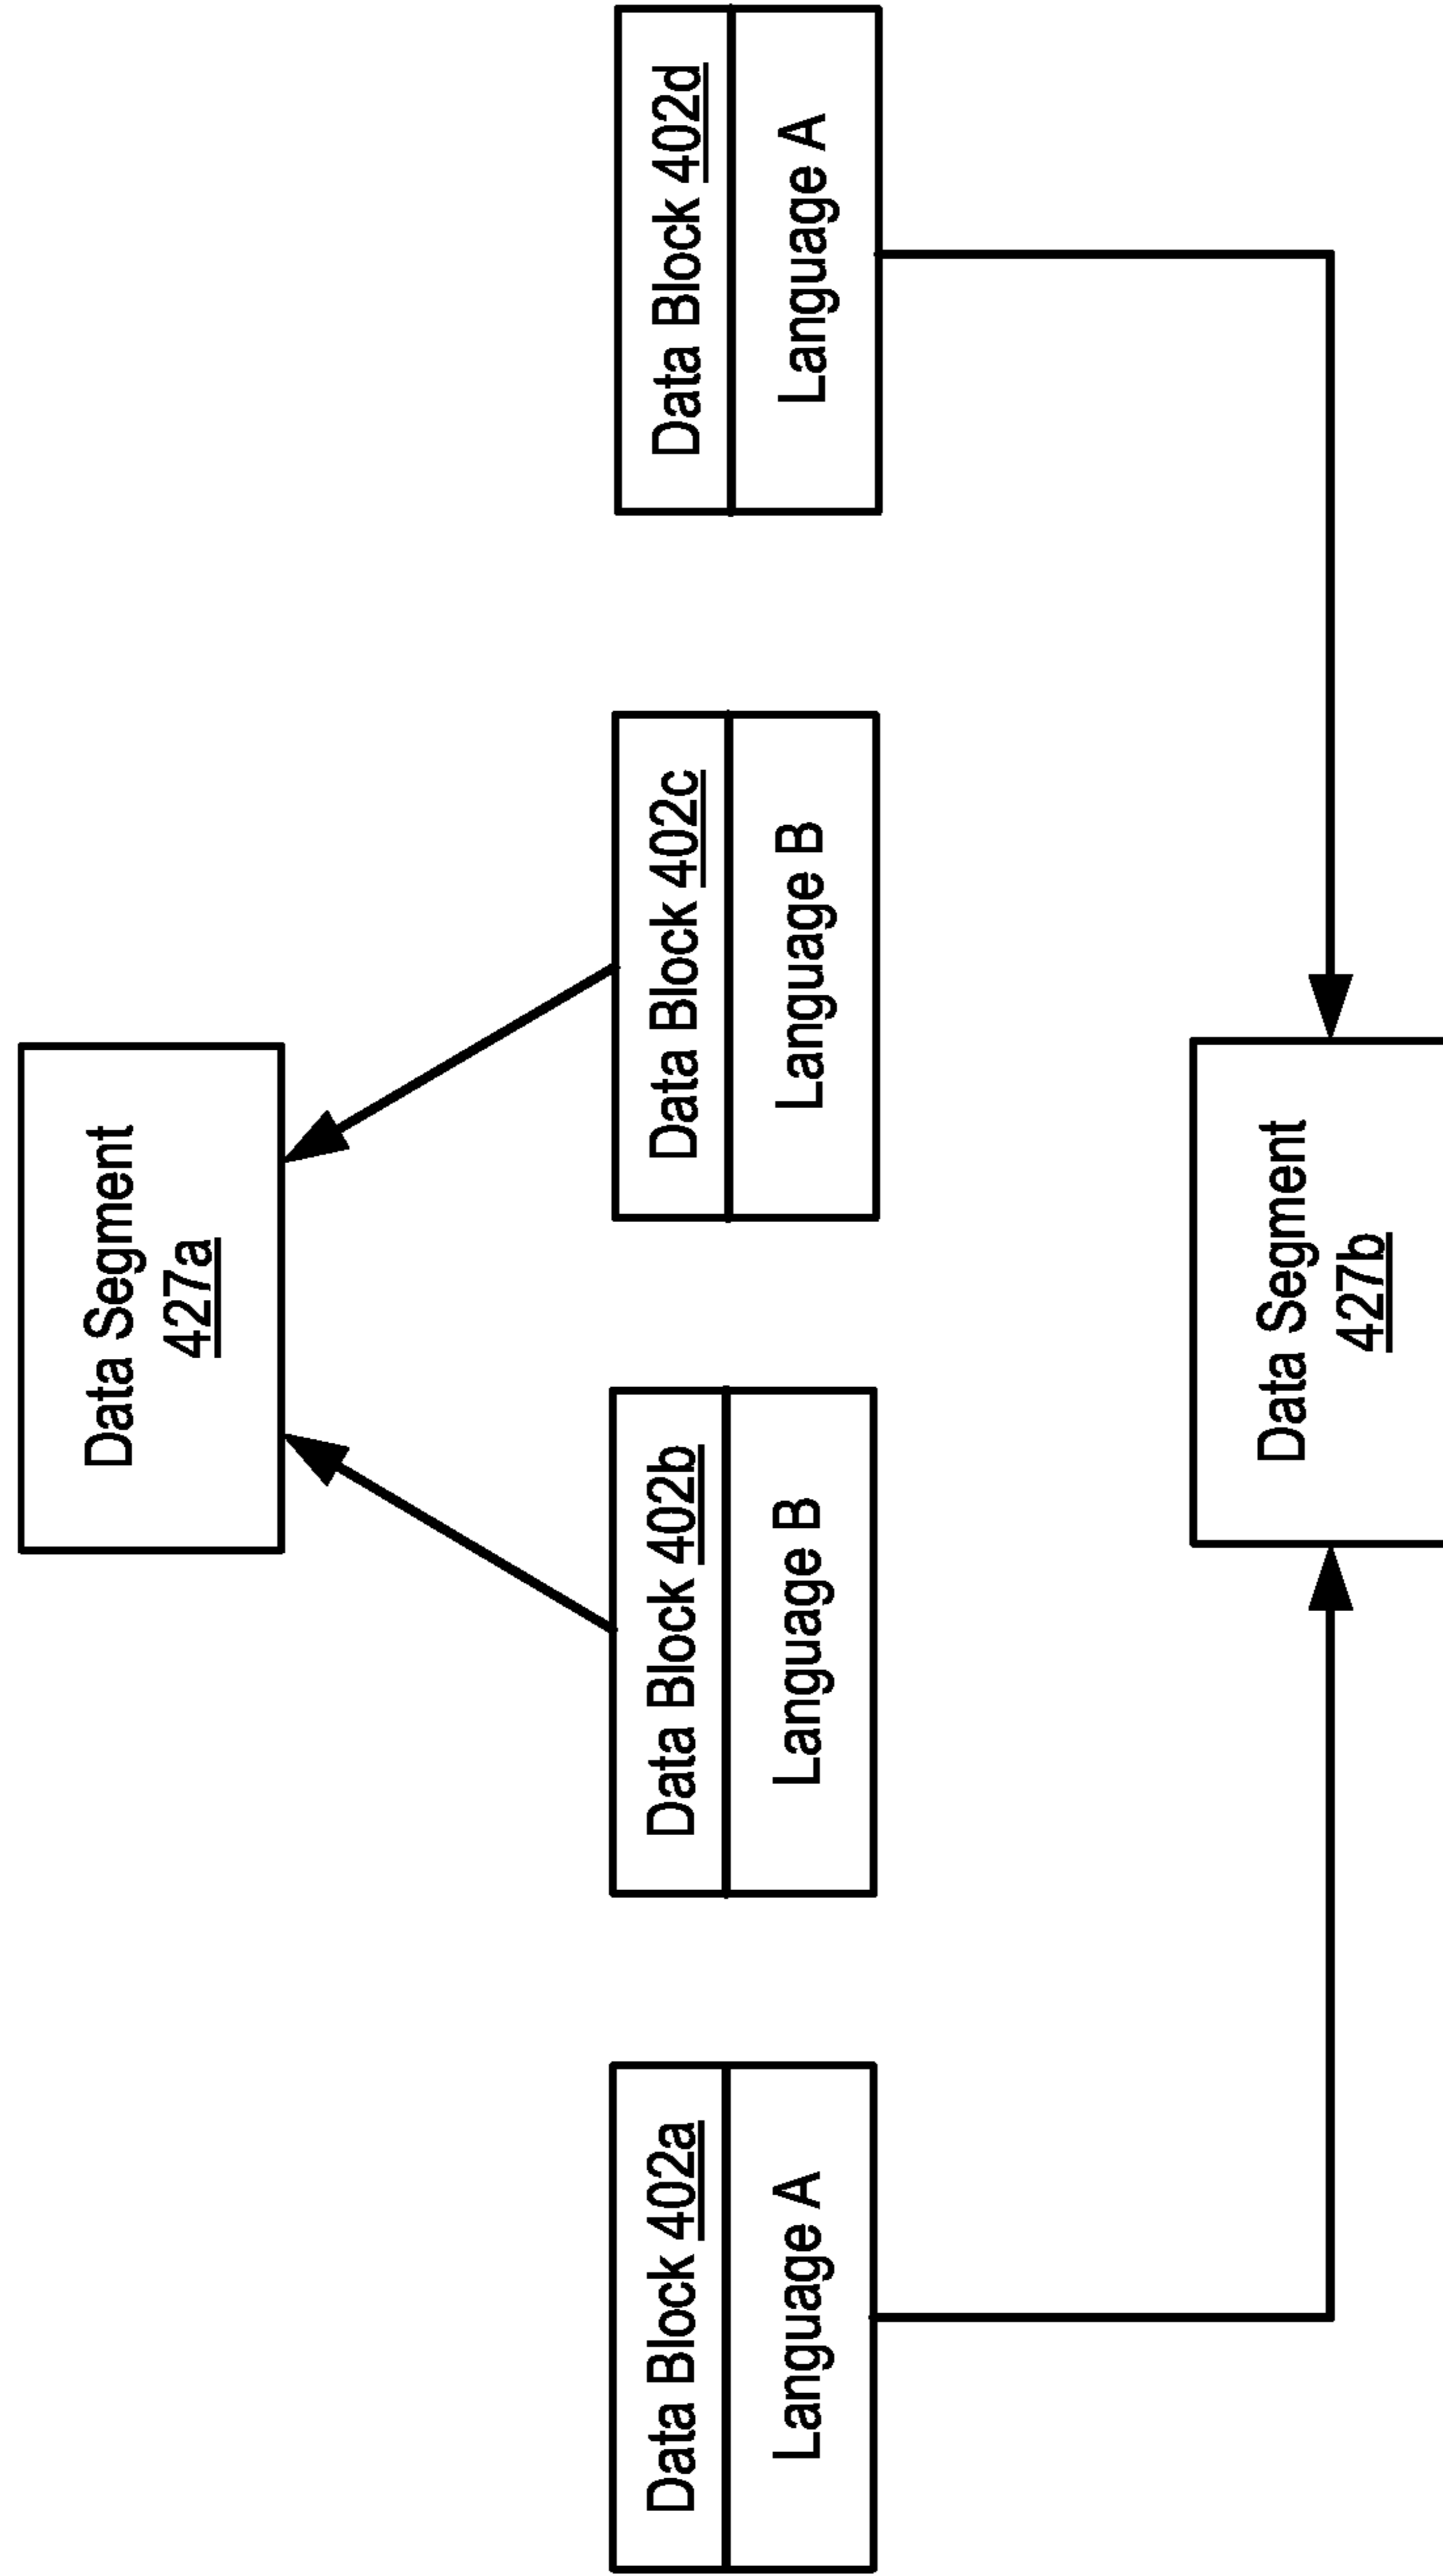 Data Segment
427a
Data Block 402a
Language A
Data Block 402b
Language B
Data Block 402c
Language B
Data Block 402d
Language A
Data Segment
427b